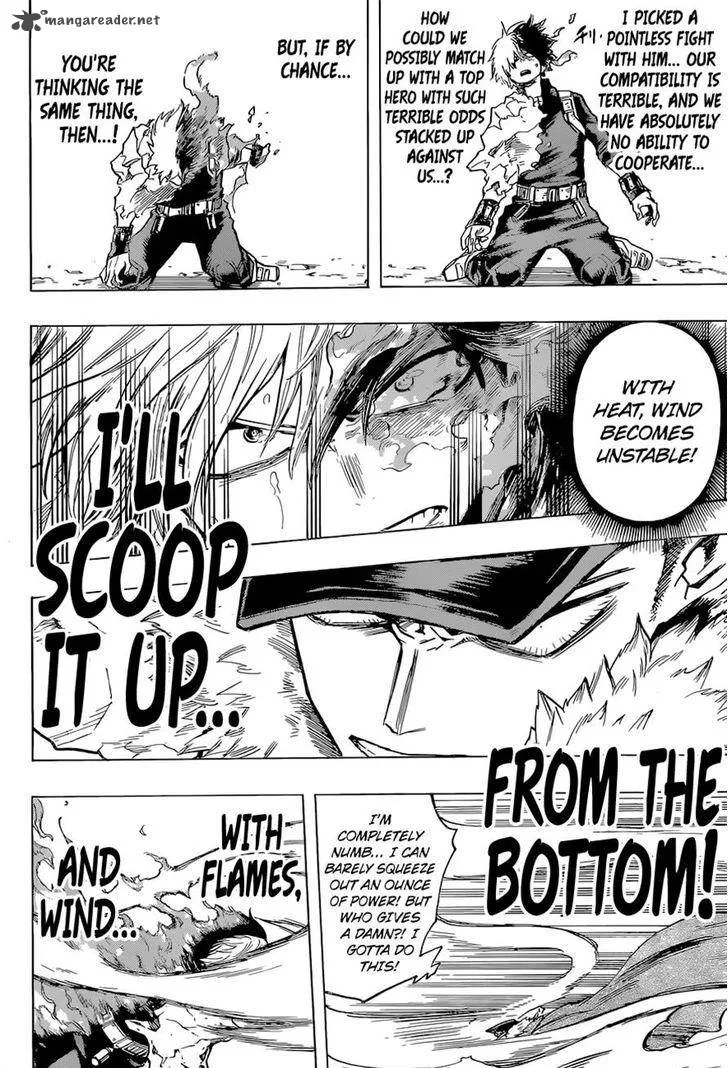 mangareader.net
I PICKED A
POINTLESS FIGHT
WITH HIM... OUR
COMPATIBILITY IS
TERRIBLE, AND WE
HAVE ABSOLUTELY
NO ABILITY TO
COOPERATE...
チリ
HOW
COULD WE
POSSIBLY MATCH
UP WITH A TOP
HERO WITH SUCH
TERRIBLE ODDS
STACKED UP
AGAINST
US...?
BUT, IF BY
CHANCE...
YOU'RE
THINKING THE
SAME THING,
THEN...!
WITH
HEAT, WIND
BECOMES
UNSTABLE!
I'LL
SCOOP
IT UP...
FROM THE
BOTTOM!
I'M
COMPLETELY
NUMB... I CAN
BARELY SQUEEZE
OUT AN OUNCE
OF POWER! BUT
WHO GIVES
A DAMN?! I
GOTTA DO
THIS!
WITH
FLAMES,
AND
WIND...